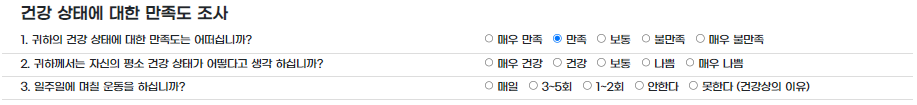 건강 상태에 대한 만족도 조사
1. 귀하의 건강 상태에 대한 만족도는 어떠십니까? 매우 만족 만족 보통 불만족 매우 불만족
2. 귀하께서는 자신의 평소 건강 상태가 어떻다고 생각 하십니까? 매우 건강 건강 보통 나쁨 매우 나쁨
3. 일주일에 며칠 운동을 하십니까? 매일 3~5회 1~2회 안한다 못한다 (건강상의 이유)